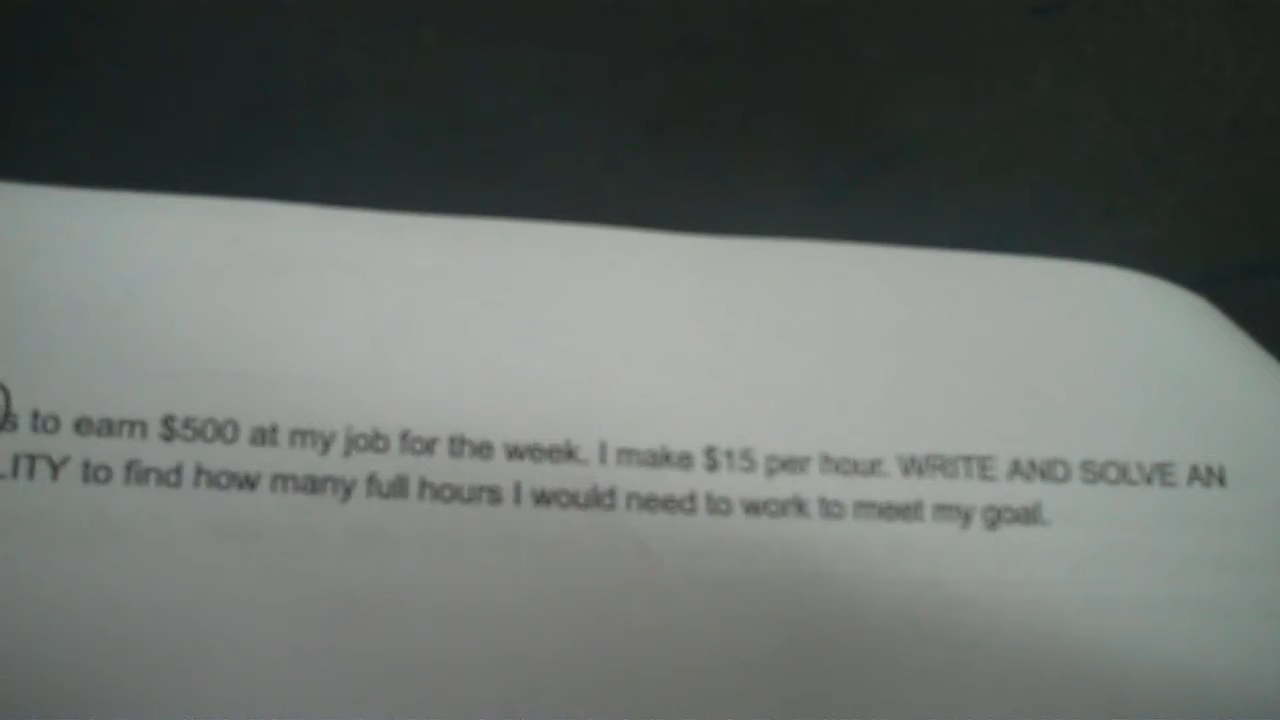 s to earn $500 at my job for the week. I make $15 per hour. WRITE AND SOLVE AN
LITY to find how many full hours I would need to work to meet my goal.